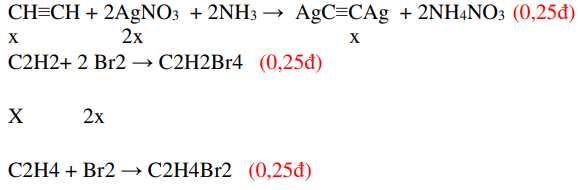 CH≡CH + 2AgNO₃ + 2NH₃ → AgC≡CAg + 2NH₄NO₃ (0,25đ)
x 2x x
C2H2+ 2 Br2 → C2H2Br4 (0,25đ)
X 2x
C2H4 + Br2 → C2H4Br2 (0,25đ)